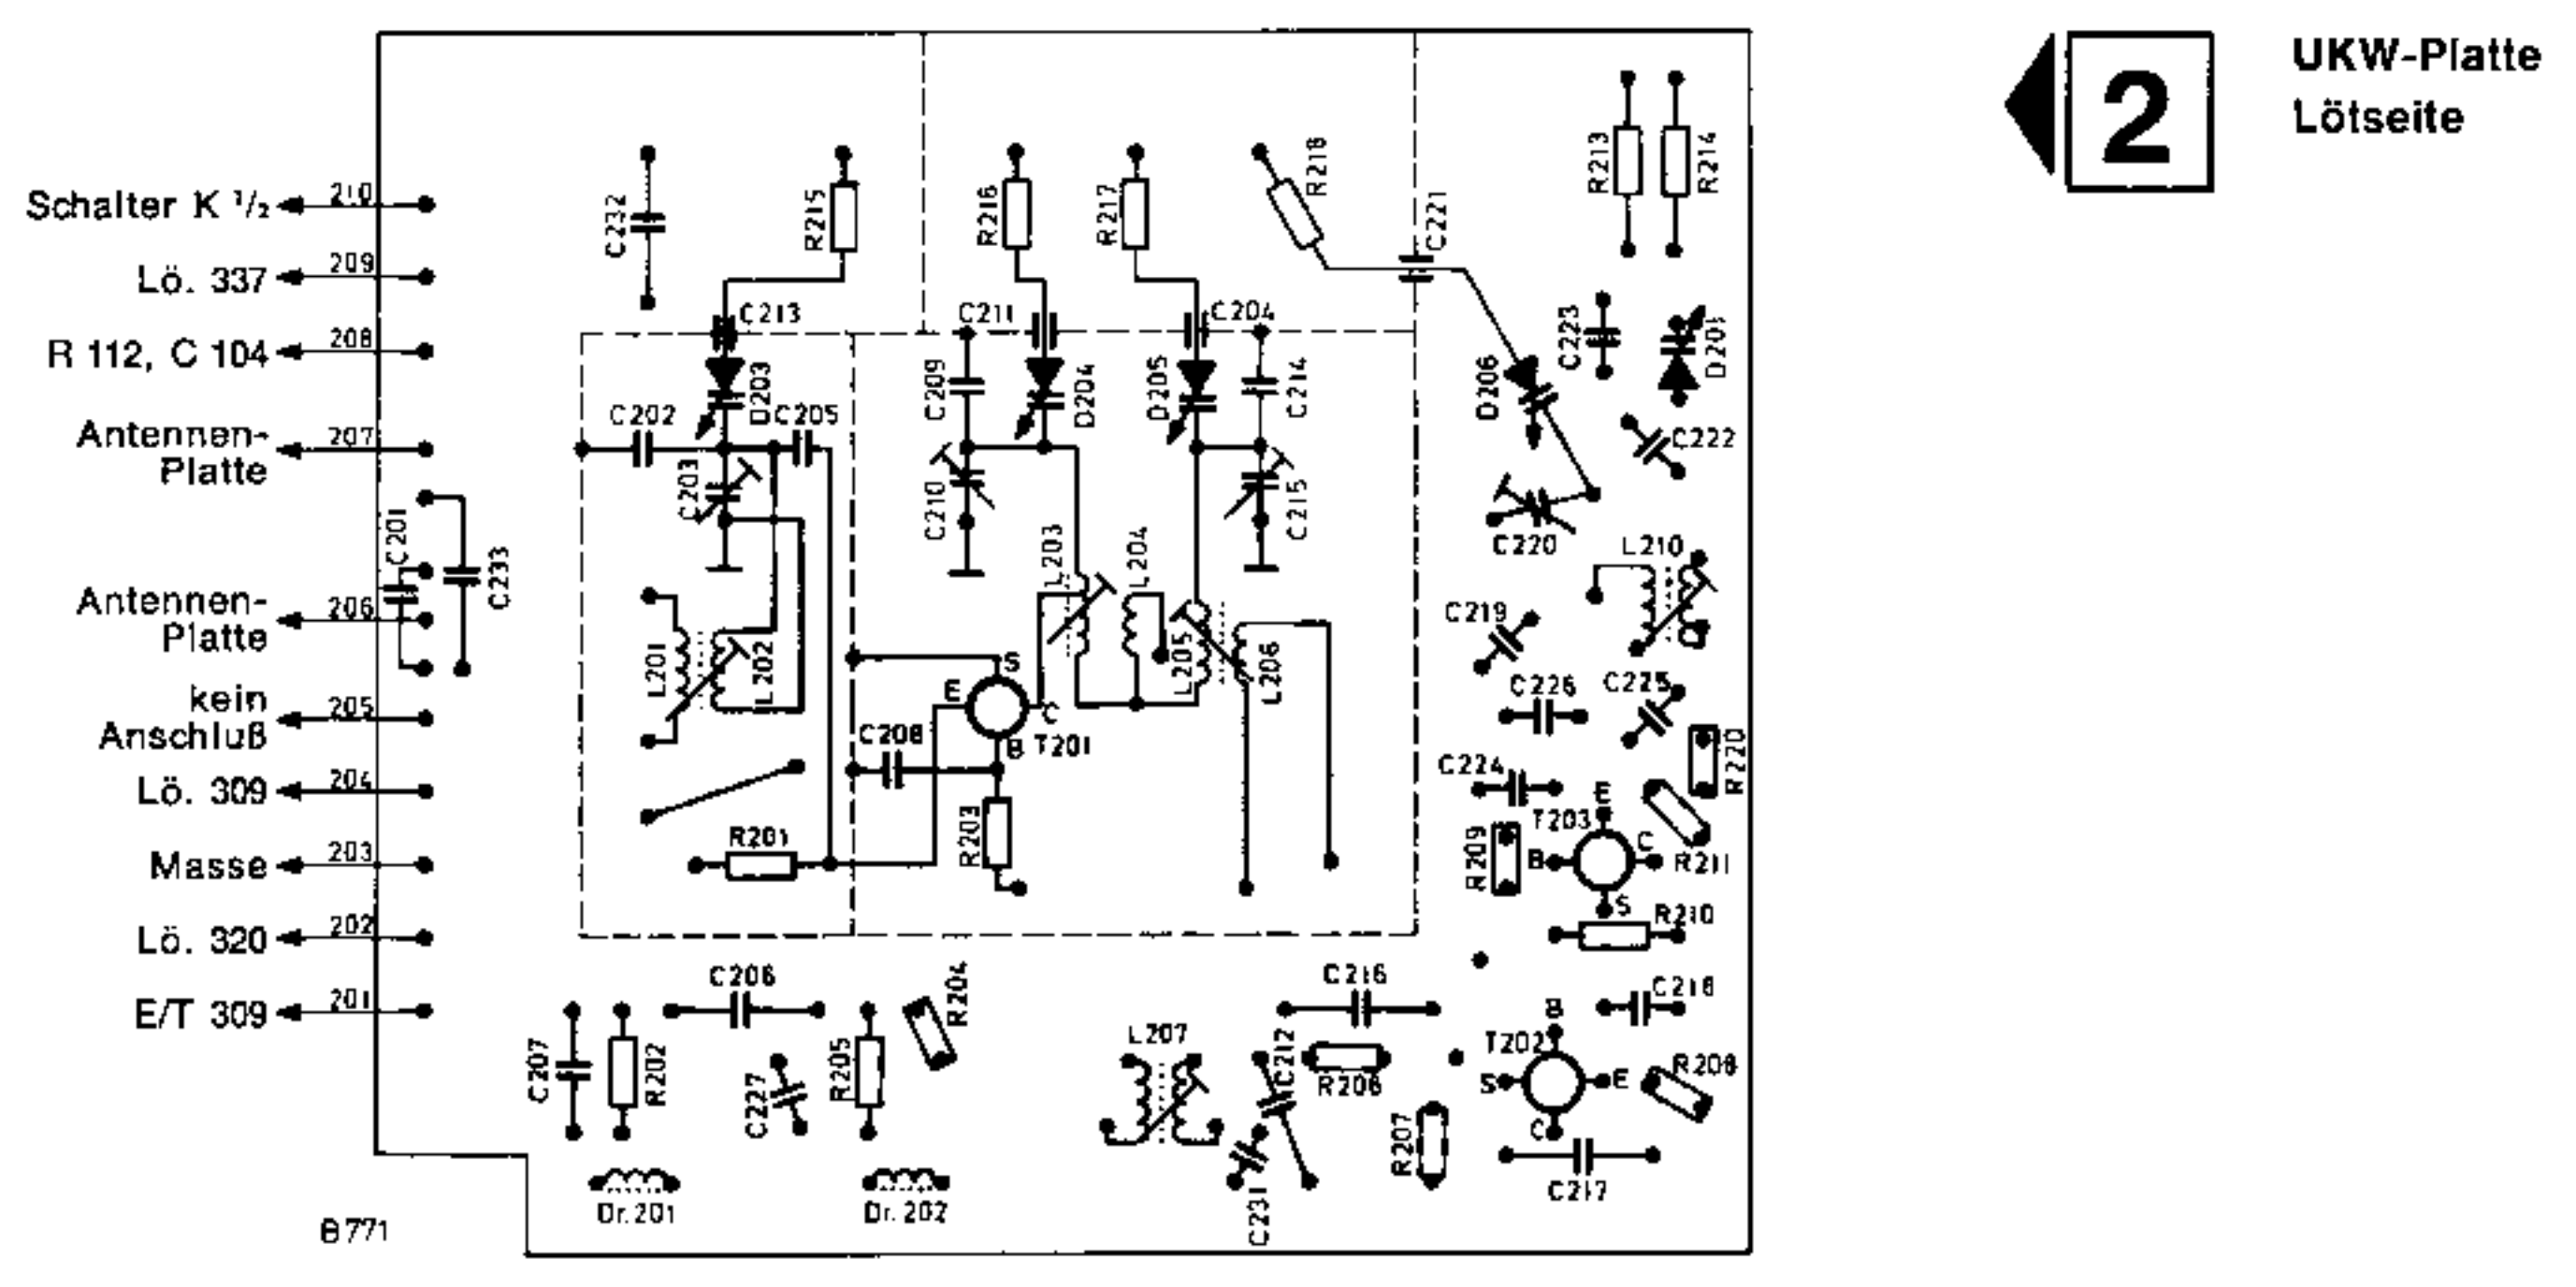 2
UKW-Platte
Lötseite
Schalter K 1/2
210
Lö. 337
209
R 112, C 104
208
Antennen-
Platte
207
Antennen-
Platte
206
kein
Anschluß
205
Lö. 309
204
Masse
203
Lö. 320
202
E/T 309
201
B771
C232
R215
R216
R217
R218
C221
R213
R214
C213
C211
C204
C223
D201
D203
C209
D204
D205
C214
D206
C202
C205
C222
C203
C210
C215
C220
C201
C233
L203
L204
L210
C219
L201
L202
L205
L206
S
E
C
B
T201
C208
C226
C225
R220
C224
R201
R203
R209
T203
E
B
C
S
R211
R210
C206
R204
C216
C218
C207
R202
C227
R205
L207
C212
R206
T202
B
S
E
C
R208
R207
C231
C217
Dr.201
Dr.202